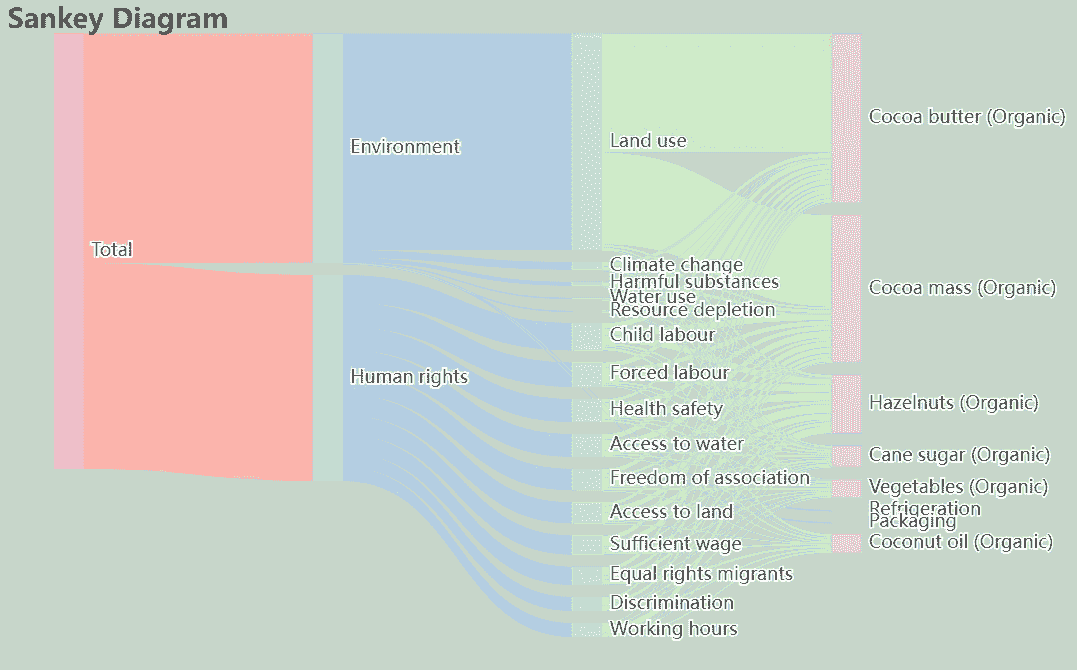 Sankey Diagram
Total
Environment
Human rights
Land use
Climate change
Harmful substances
Water use
Resource depletion
Child labour
Forced labour
Health safety
Access to water
Freedom of association
Access to land
Sufficient wage
Equal rights migrants
Discrimination
Working hours
Cocoa butter (Organic)
Cocoa mass (Organic)
Hazelnuts (Organic)
Cane sugar (Organic)
Vegetables (Organic)
Refrigeration
Packaging
Coconut oil (Organic)